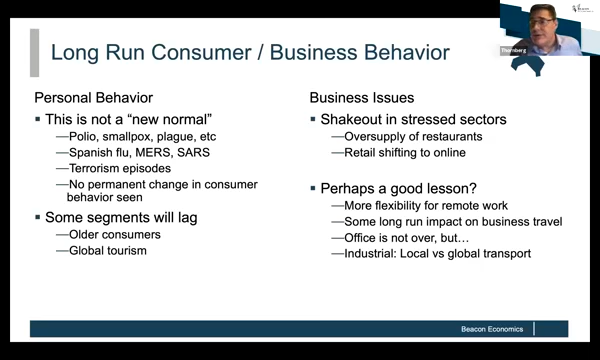 Long Run Consumer / Business Behavior
Thornberg
Personal Behavior
▪ This is not a “new normal”
—Polio, smallpox, plague, etc
—Spanish flu, MERS, SARS
—Terrorism episodes
—No permanent change in consumer
behavior seen
▪ Some segments will lag
—Older consumers
—Global tourism
Business Issues
▪ Shakeout in stressed sectors
—Oversupply of restaurants
—Retail shifting to online
▪ Perhaps a good lesson?
—More flexibility for remote work
—Some long run impact on business travel
—Office is not over, but…
—Industrial: Local vs global transport
Beacon Economics